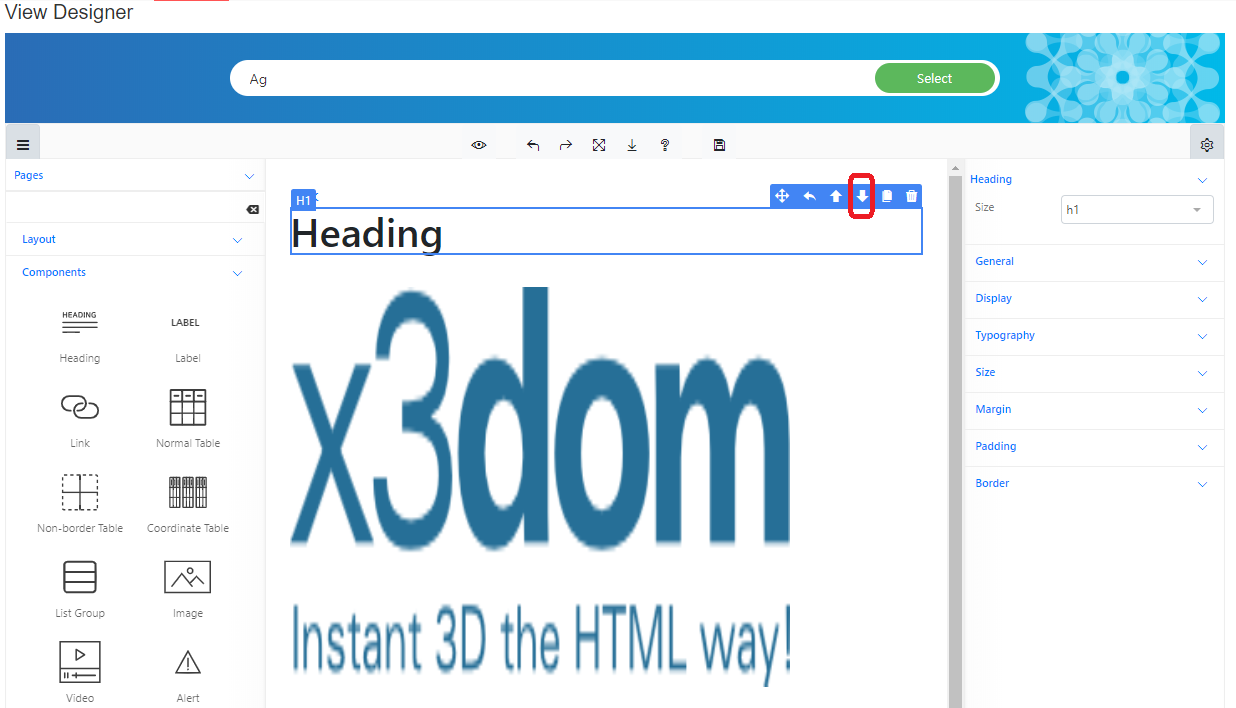 View Designer
Ag
Select
Pages
Layout
Components
HEADING
LABEL
Heading
Label
Link
Normal Table
Non-border Table
Coordinate Table
List Group
Image
Video
Alert
H1
Heading
x3dom
Instant 3D the HTML way!
Heading
Size
h1
General
Display
Typography
Size
Margin
Padding
Border